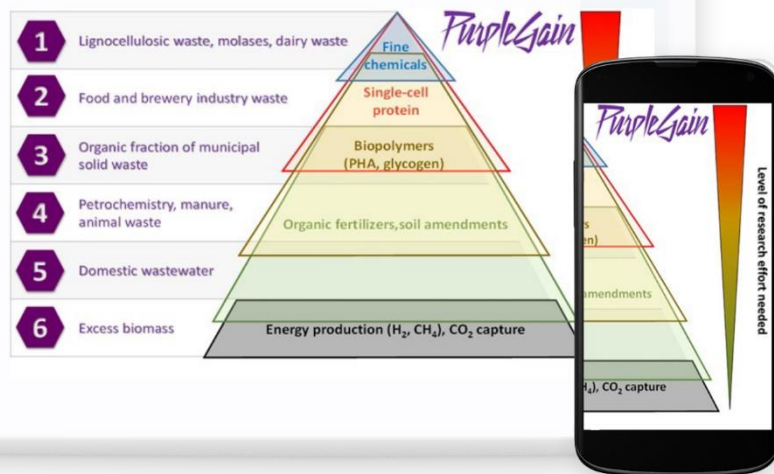 1
Lignocellulosic waste, molases, dairy waste
2
Food and brewery industry waste
3
Organic fraction of municipal
solid waste
4
Petrochemistry, manure,
animal waste
5
Domestic wastewater
6
Excess biomass
PurpleGain
Fine
chemicals
Single-cell
protein
Biopolymers
(PHA, glycogen)
Organic fertilizers,soil amendments
Energy production (H₂, CH₄), CO₂ capture
PurpleGain
Level of research effort needed
s
en)
amendments
H₄), CO₂ capture